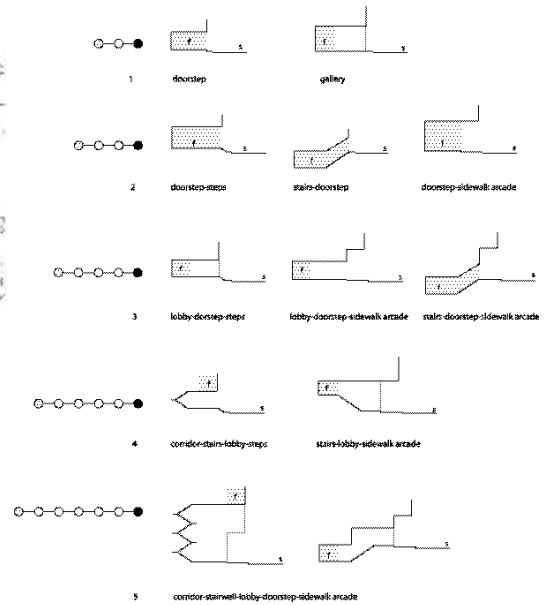 f s f s
1 doorstep gallery
f s f s f s
2 doorstep-steps stairs-doorstep doorstep-sidewalk arcade
f s f s f s
3 lobby-dorstep-steps lobby-doorstep-sidewalk arcade stairs-doorstep-sidewalk arcade
f s f s
4 corridor-stairs-lobby-steps stairs-lobby-sidewalk arcade
f s f s
5 corridor-stairwell-lobby-doorstep-sidewalk arcade